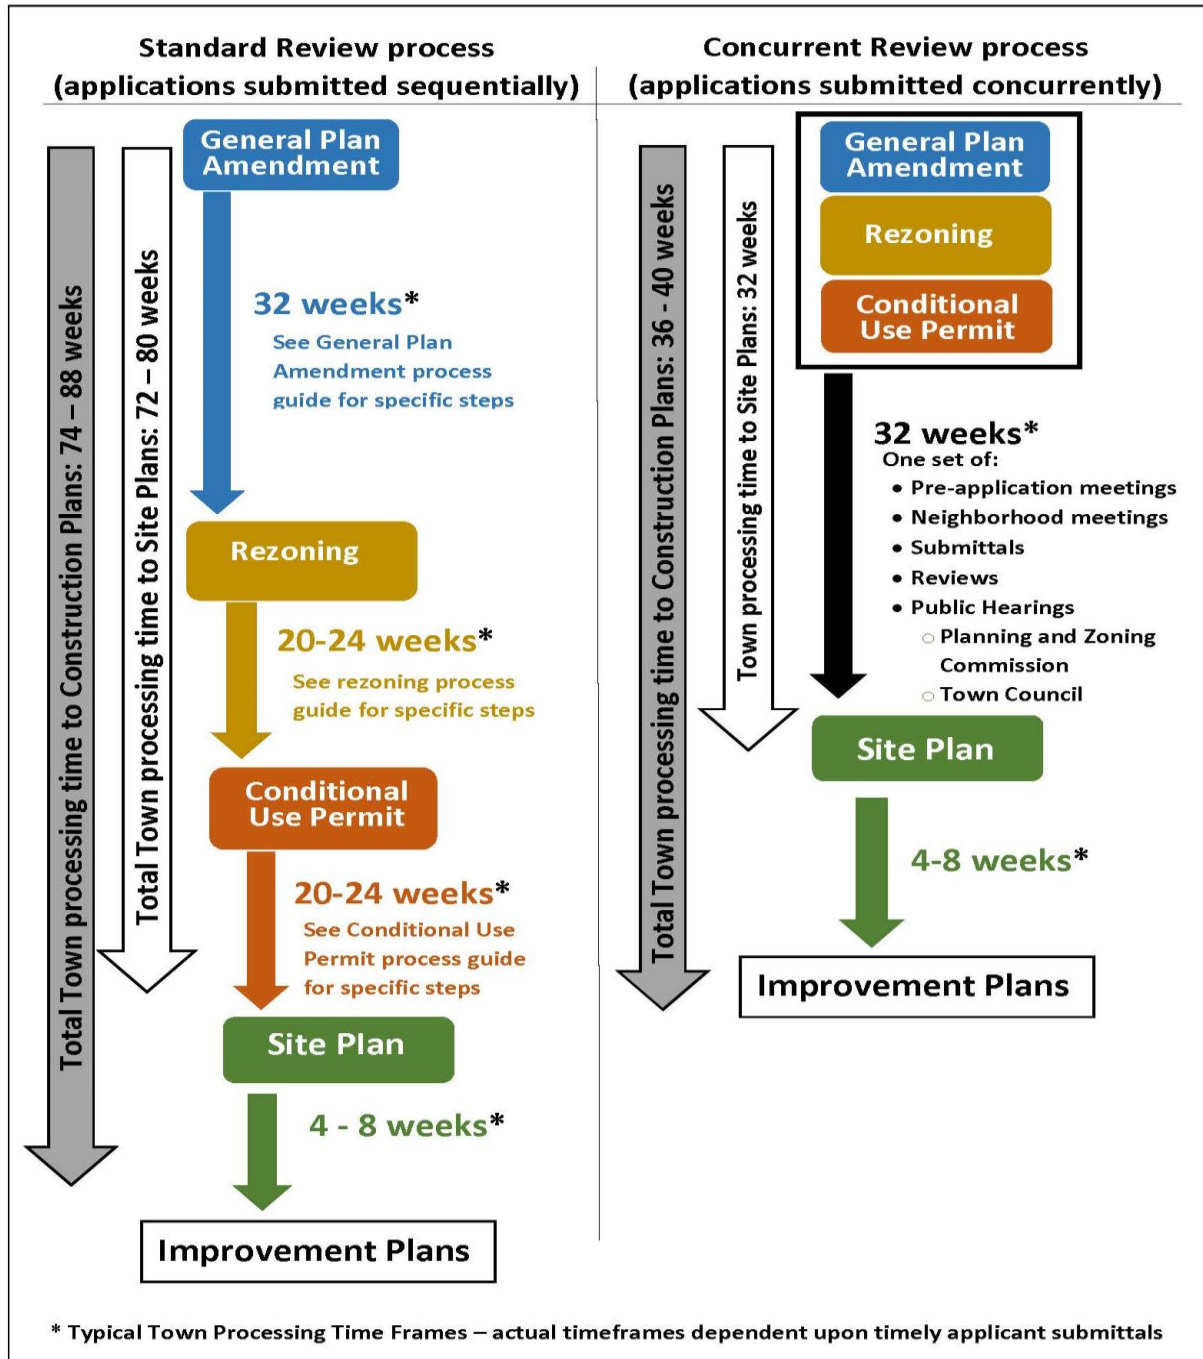 Standard Review process
(applications submitted sequentially)
Total Town processing time to Construction Plans: 74 – 88 weeks
Total Town processing time to Site Plans: 72 – 80 weeks
General Plan
Amendment
32 weeks*
See General Plan
Amendment process
guide for specific steps
Rezoning
20-24 weeks*
See rezoning process
guide for specific steps
Conditional
Use Permit
20-24 weeks*
See Conditional Use
Permit process guide
for specific steps
Site Plan
4 - 8 weeks*
Improvement Plans
Concurrent Review process
(applications submitted concurrently)
Total Town processing time to Construction Plans: 36 - 40 weeks
Town processing time to Site Plans: 32 weeks
General Plan
Amendment
Rezoning
Conditional
Use Permit
32 weeks*
One set of:
• Pre-application meetings
• Neighborhood meetings
• Submittals
• Reviews
• Public Hearings
○ Planning and Zoning
Commission
○ Town Council
Site Plan
4-8 weeks*
Improvement Plans
* Typical Town Processing Time Frames – actual timeframes dependent upon timely applicant submittals